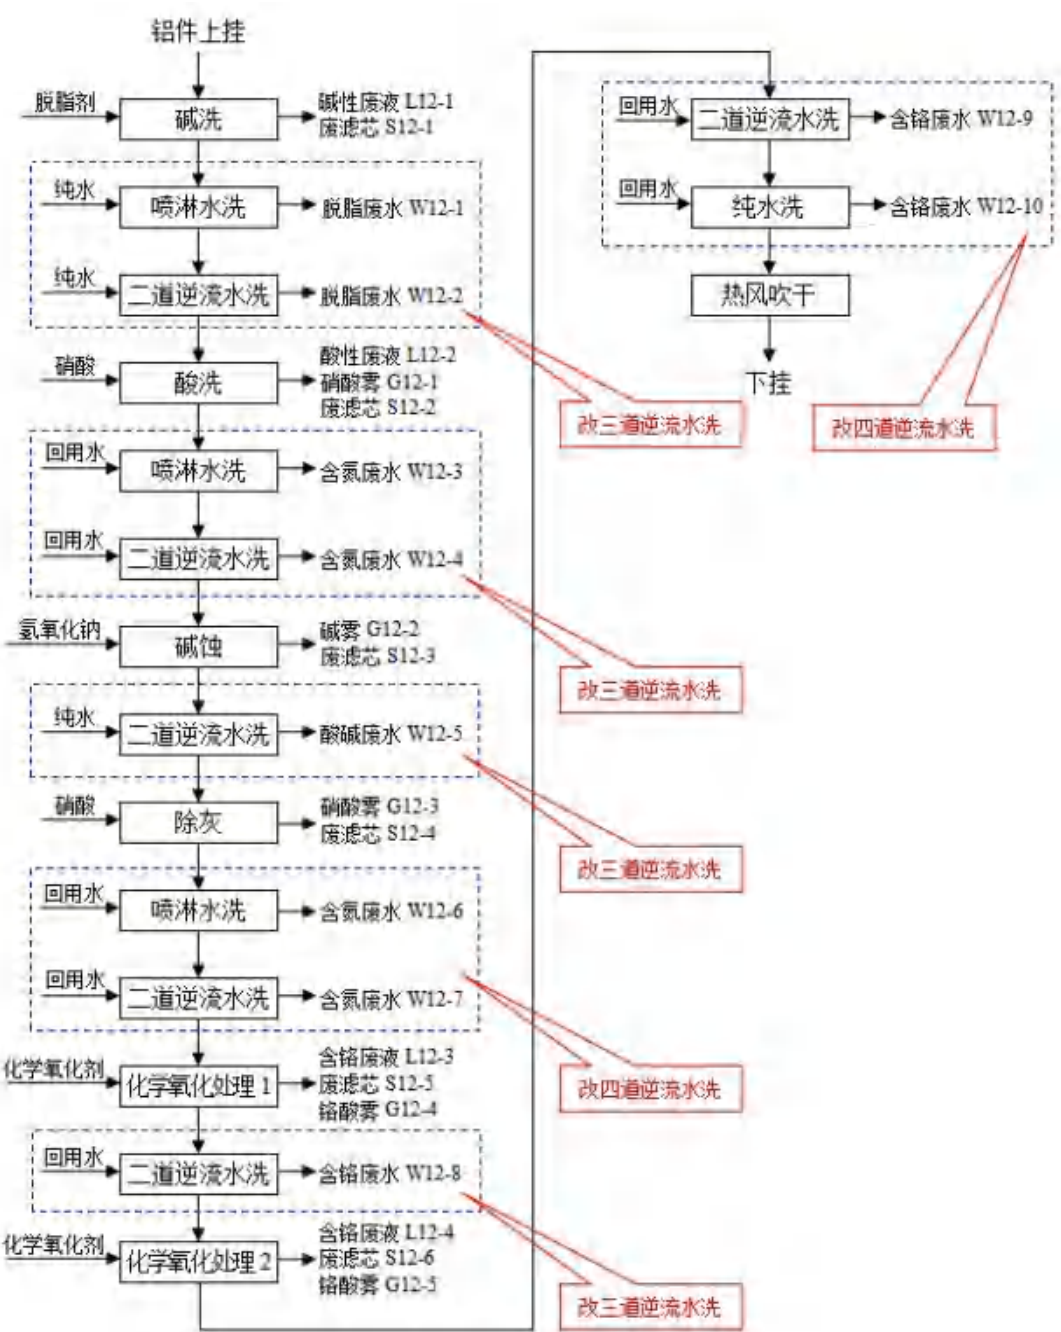 铝件上挂
脱脂剂
碱洗
碱性废液 L12-1
废滤芯 S12-1
纯水
喷淋水洗
脱脂废水 W12-1
纯水
二道逆流水洗
脱脂废水 W12-2
改三道逆流水洗
硝酸
酸洗
酸性废液 L12-2
硝酸雾 G12-1
废滤芯 S12-2
回用水
喷淋水洗
含氮废水 W12-3
回用水
二道逆流水洗
含氮废水 W12-4
改三道逆流水洗
氢氧化钠
碱蚀
碱雾 G12-2
废滤芯 S12-3
纯水
二道逆流水洗
酸碱废水 W12-5
改三道逆流水洗
硝酸
除灰
硝酸雾 G12-3
废滤芯 S12-4
回用水
喷淋水洗
含氮废水 W12-6
回用水
二道逆流水洗
含氮废水 W12-7
改四道逆流水洗
化学氧化剂
化学氧化处理 1
含铬废液 L12-3
废滤芯 S12-5
铬酸雾 G12-4
回用水
二道逆流水洗
含铬废水 W12-8
改三道逆流水洗
化学氧化剂
化学氧化处理 2
含铬废液 L12-4
废滤芯 S12-6
铬酸雾 G12-5
回用水
二道逆流水洗
含铬废水 W12-9
回用水
纯水洗
含铬废水 W12-10
改四道逆流水洗
热风吹干
下挂